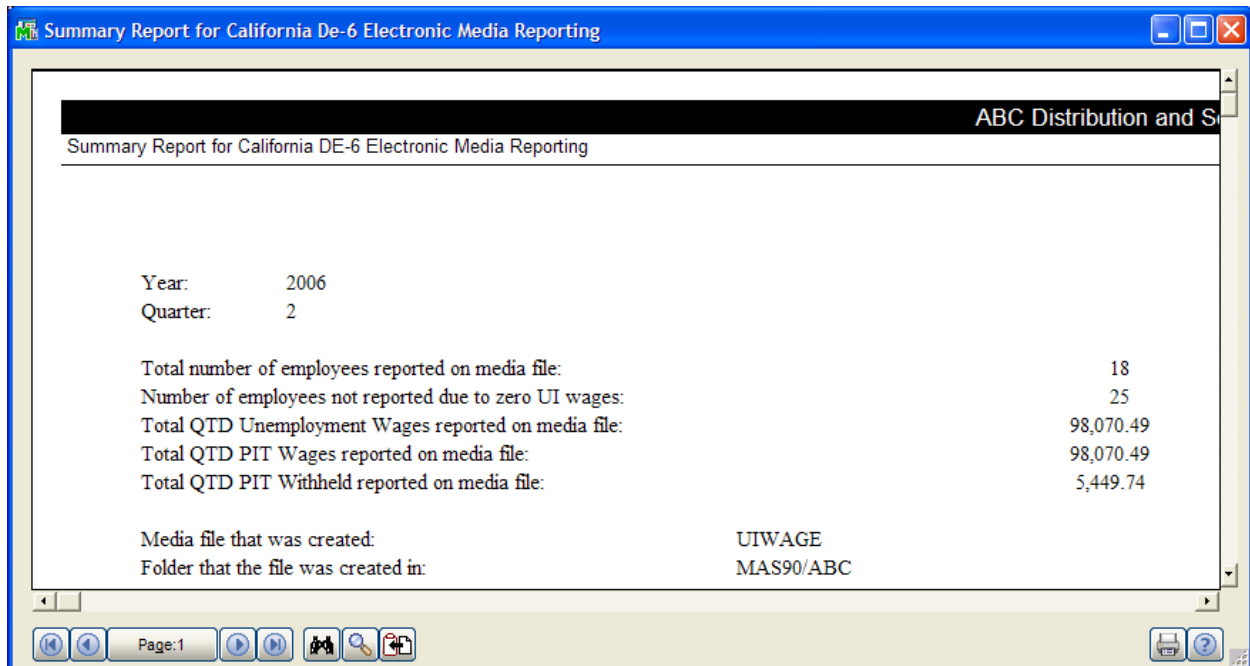 Summary Report for California De-6 Electronic Media Reporting
ABC Distribution and
Summary Report for California DE-6 Electronic Media Reporting
Year: 2006
Quarter: 2
Total number of employees reported on media file: 18
Number of employees not reported due to zero UI wages: 25
Total QTD Unemployment Wages reported on media file: 98,070.49
Total QTD PIT Wages reported on media file: 98,070.49
Total QTD PIT Withheld reported on media file: 5,449.74
Media file that was created: UIWAGE
Folder that the file was created in: MAS90/ABC
Page:1